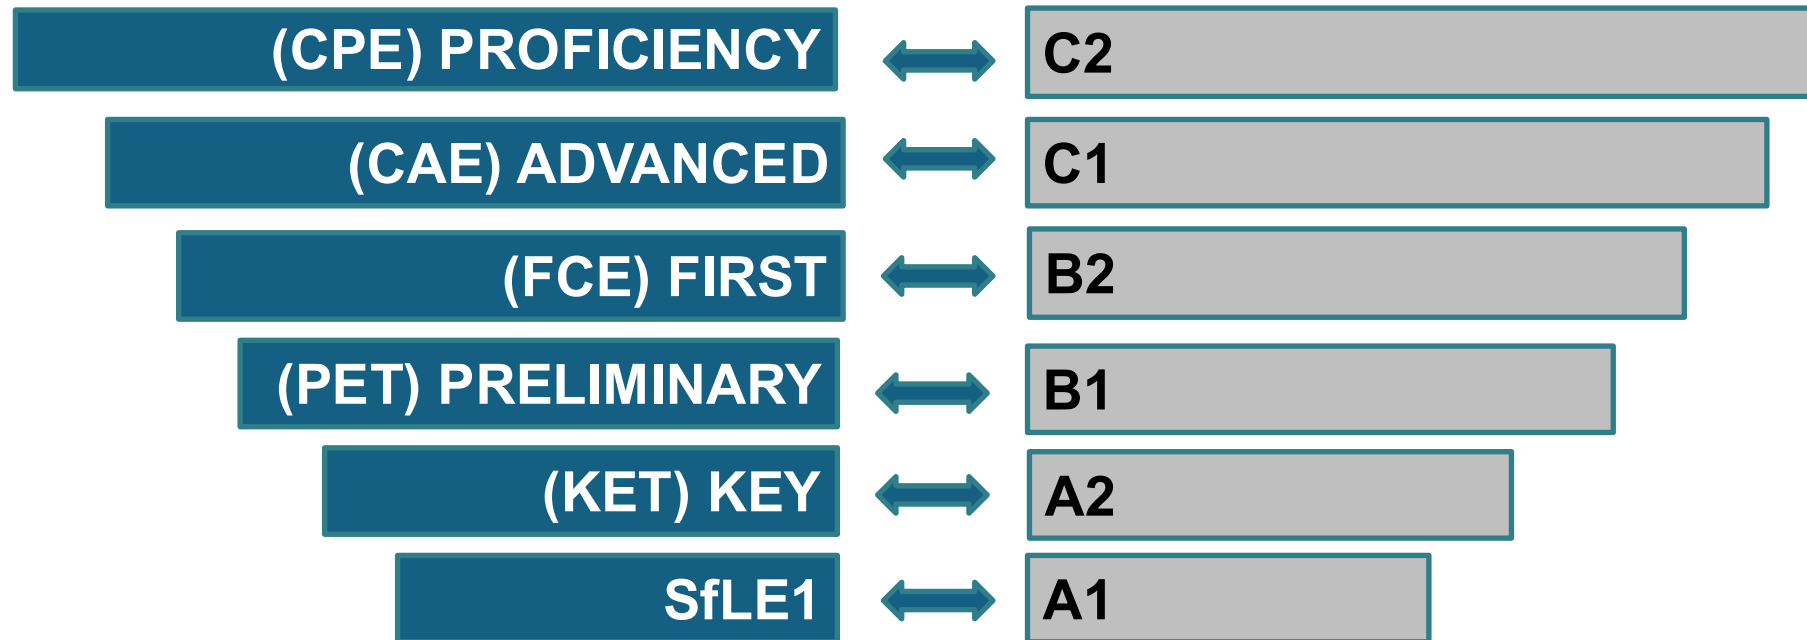 (CPE) PROFICIENCY C2
(CAE) ADVANCED C1
(FCE) FIRST B2
(PET) PRELIMINARY B1
(KET) KEY A2
SfLE1 A1